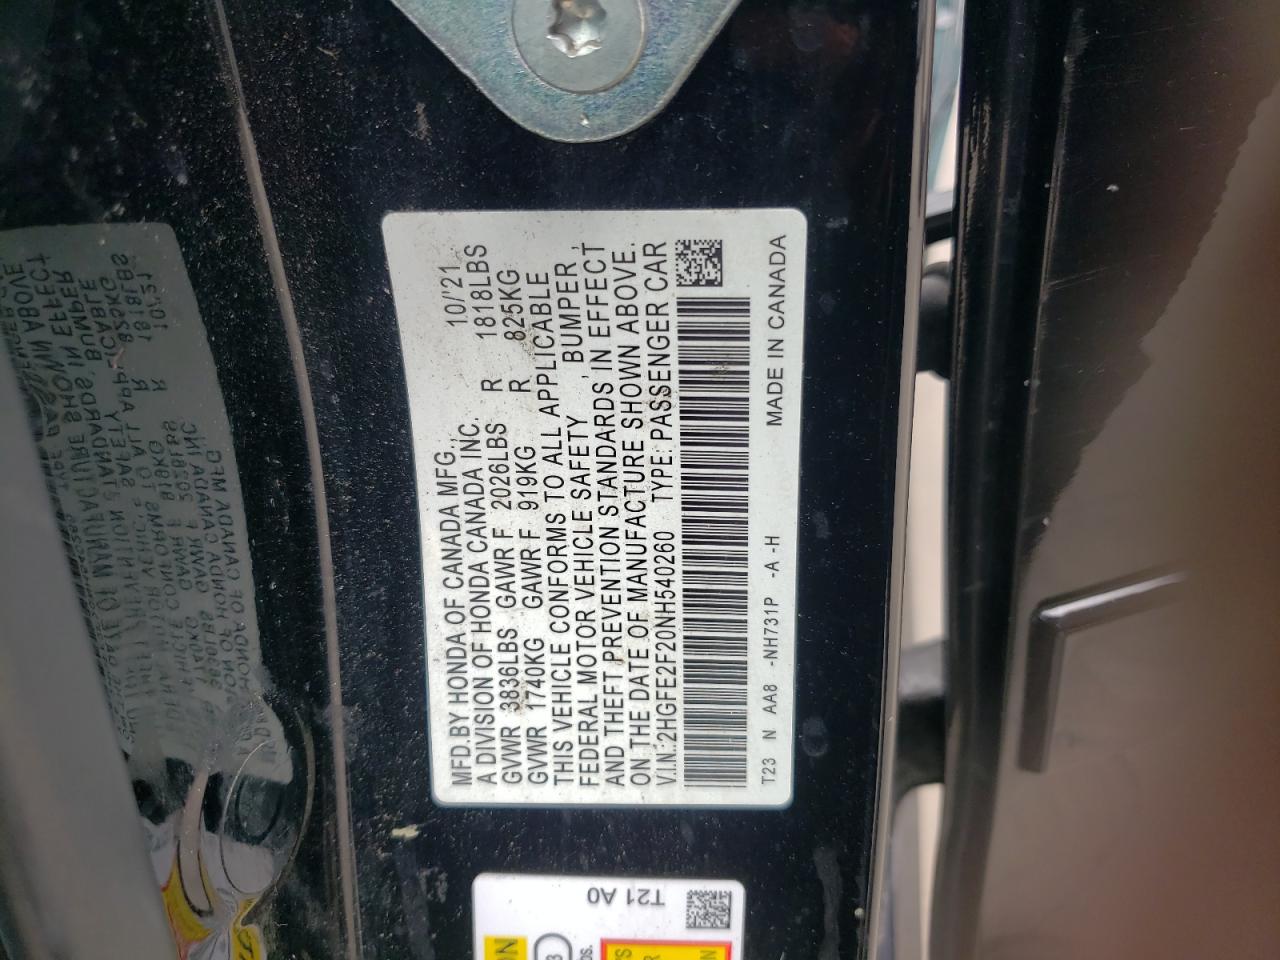 MFD.BY HONDA OF CANADA MFG.,
A DIVISION OF HONDA CANADA INC. 10/'21
GVWR 3836LBS GAWR F 2026LBS R 1818LBS
GVWR 1740KG GAWR F 919KG R 825KG
THIS VEHICLE CONFORMS TO ALL APPLICABLE
FEDERAL MOTOR VEHICLE SAFETY , BUMPER ,
AND THEFT PREVENTION STANDARDS IN EFFECT
ON THE DATE OF MANUFACTURE SHOWN ABOVE.
V.I.N.:2HGFE2F20NH540260 TYPE: PASSENGER CAR
T23 N AA8 -NH731P -A -H MADE IN CANADA
T21 A0